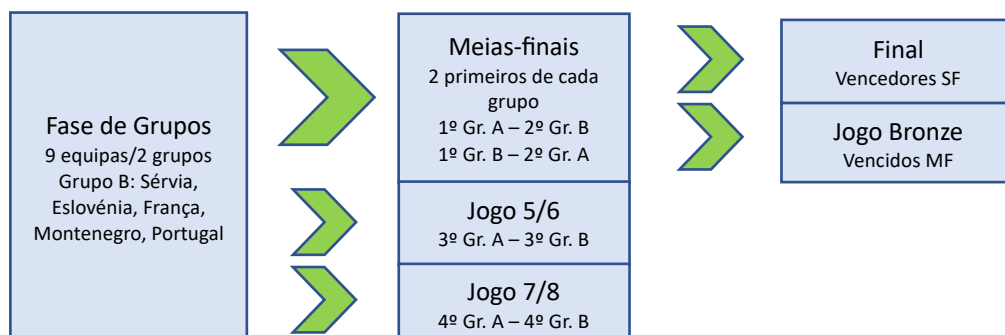 Fase de Grupos
9 equipas/2 grupos
Grupo B: Sérvia,
Eslovénia, França,
Montenegro, Portugal
Meias-finais
2 primeiros de cada
grupo
1º Gr. A – 2º Gr. B
1º Gr. B – 2º Gr. A
Jogo 5/6
3º Gr. A – 3º Gr. B
Jogo 7/8
4º Gr. A – 4º Gr. B
Final
Vencedores SF
Jogo Bronze
Vencidos MF